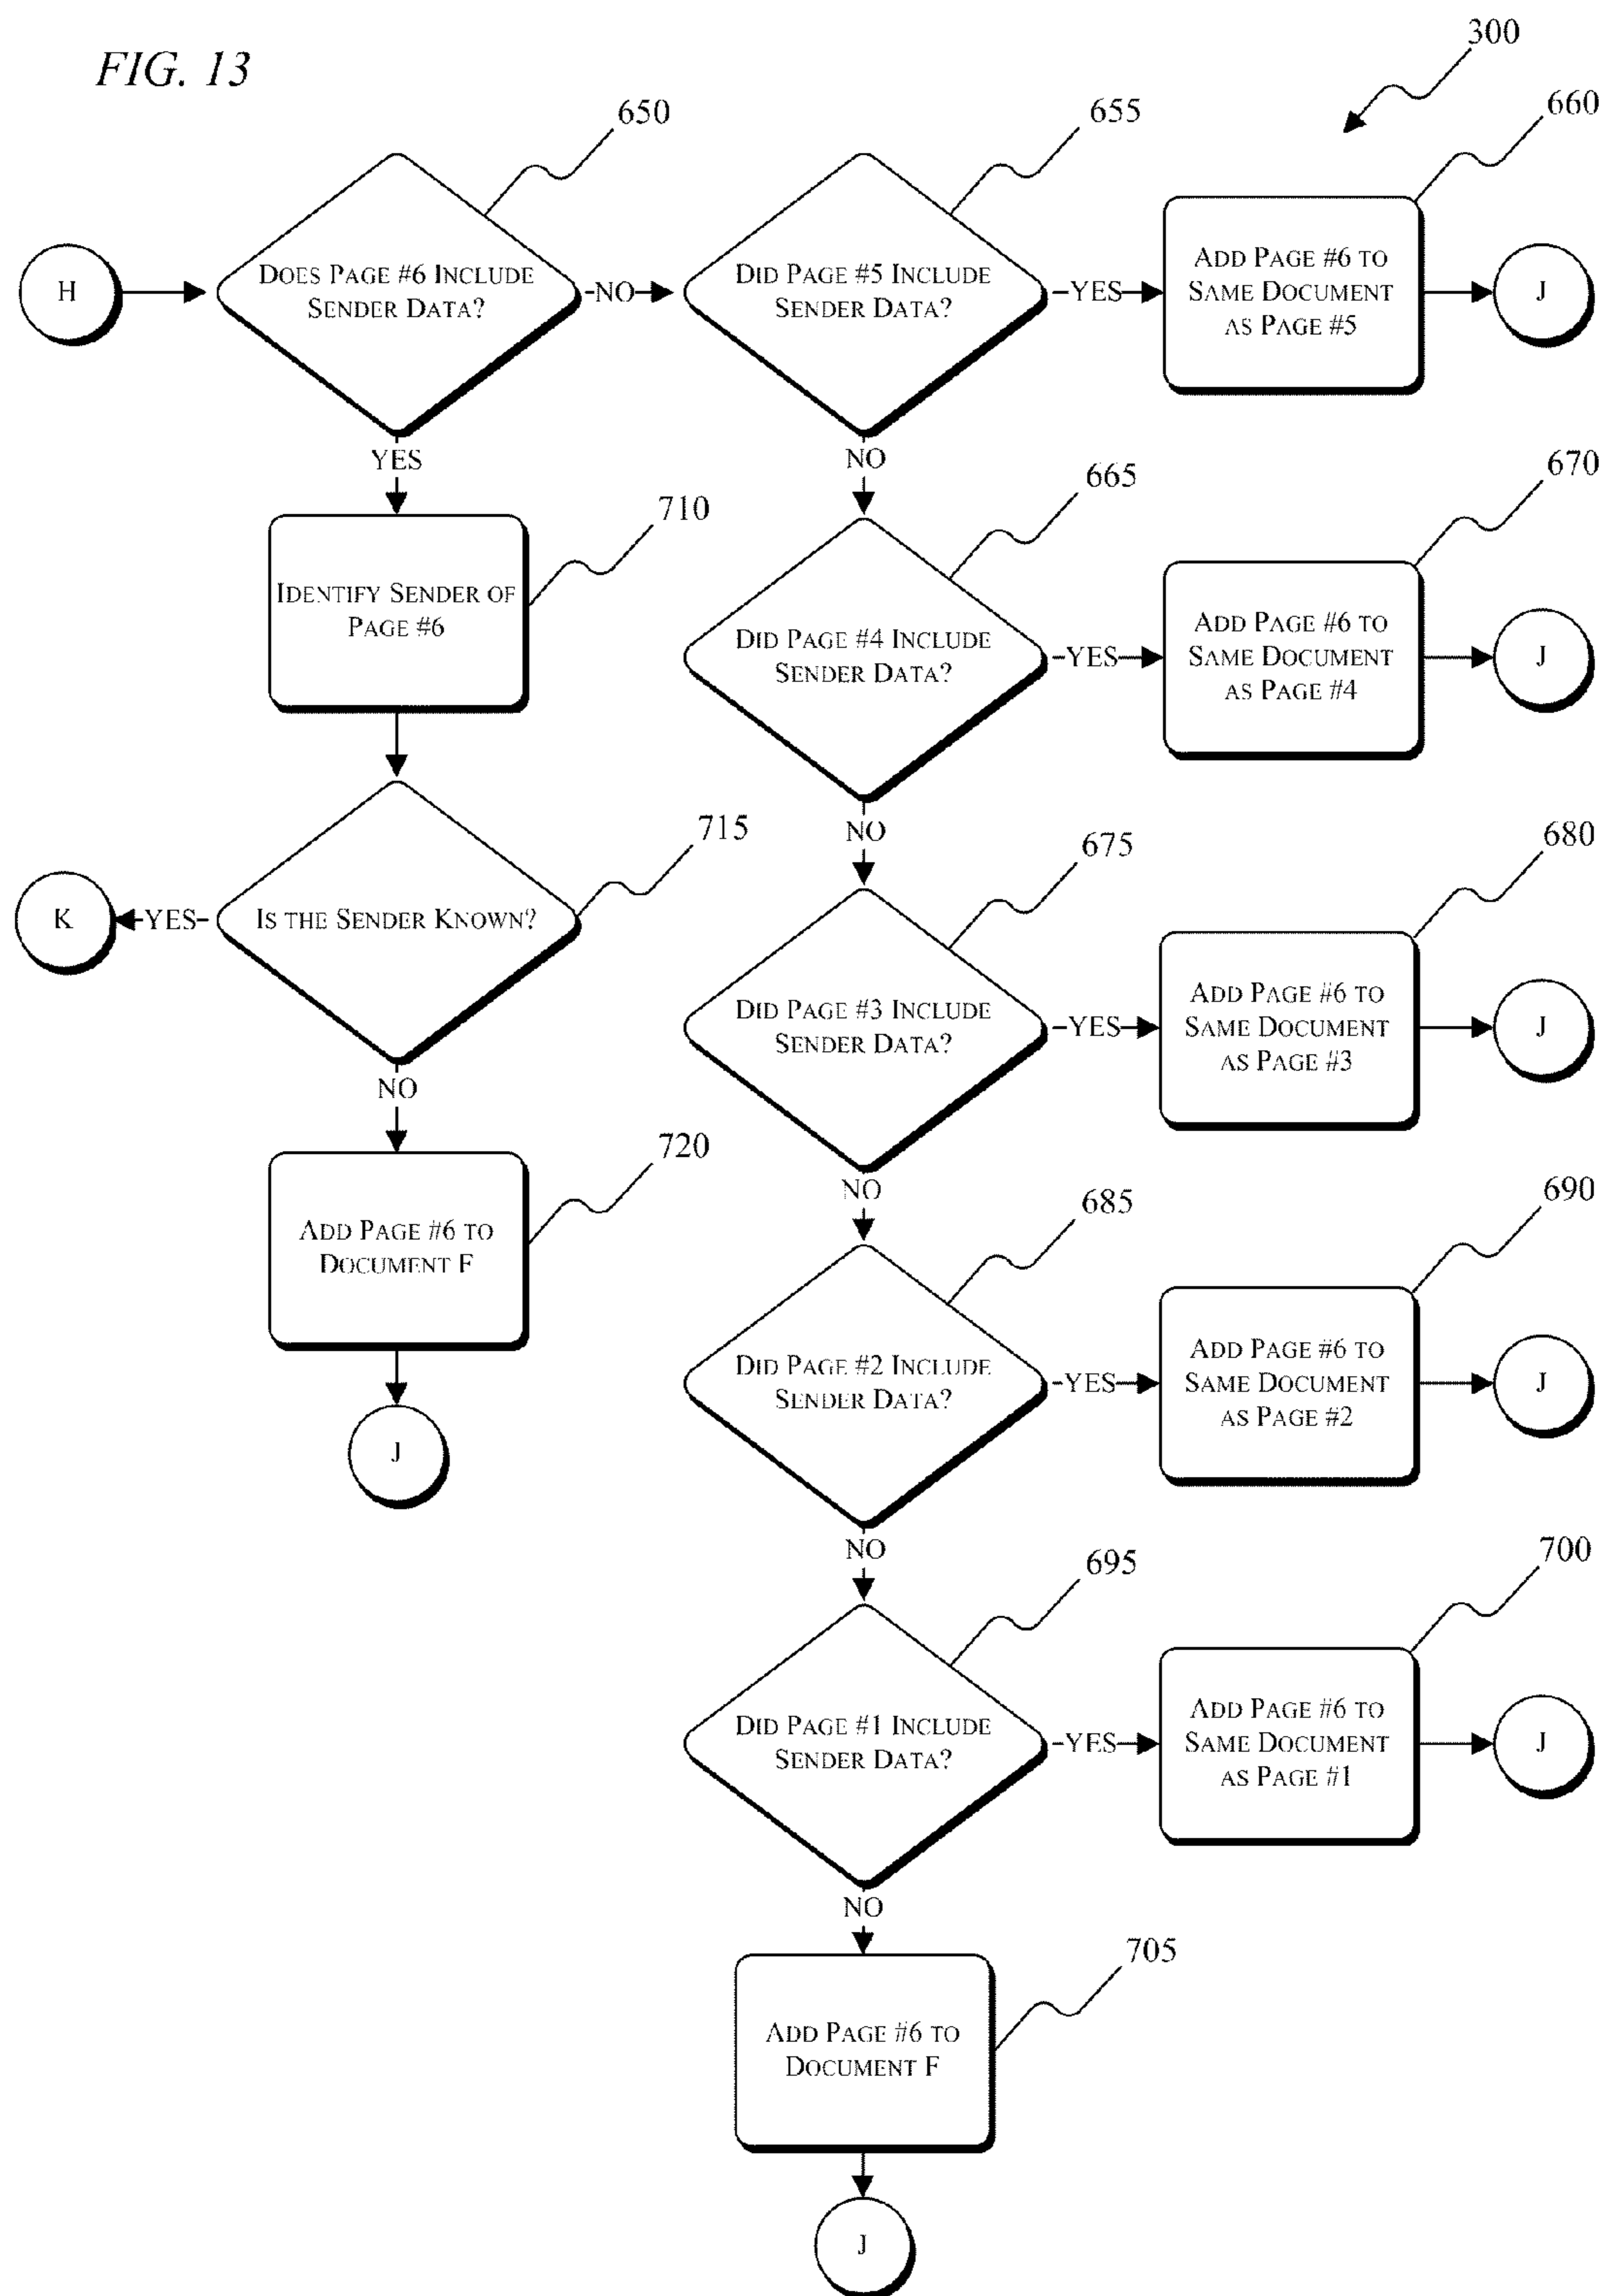 FIG. 13
300
650
655
660
H
DOES PAGE #6 INCLUDE
SENDER DATA?
NO
DID PAGE #5 INCLUDE
SENDER DATA?
YES
ADD PAGE #6 TO
SAME DOCUMENT
AS PAGE #5
J
YES
NO
710
665
670
IDENTIFY SENDER OF
PAGE #6
DID PAGE #4 INCLUDE
SENDER DATA?
YES
ADD PAGE #6 TO
SAME DOCUMENT
AS PAGE #4
J
NO
715
675
680
K
YES
IS THE SENDER KNOWN?
DID PAGE #3 INCLUDE
SENDER DATA?
YES
ADD PAGE #6 TO
SAME DOCUMENT
AS PAGE #3
J
NO
NO
720
685
690
ADD PAGE #6 TO
DOCUMENT F
DID PAGE #2 INCLUDE
SENDER DATA?
YES
ADD PAGE #6 TO
SAME DOCUMENT
AS PAGE #2
J
J
NO
695
700
DID PAGE #1 INCLUDE
SENDER DATA?
YES
ADD PAGE #6 TO
SAME DOCUMENT
AS PAGE #1
J
NO
705
ADD PAGE #6 TO
DOCUMENT F
J